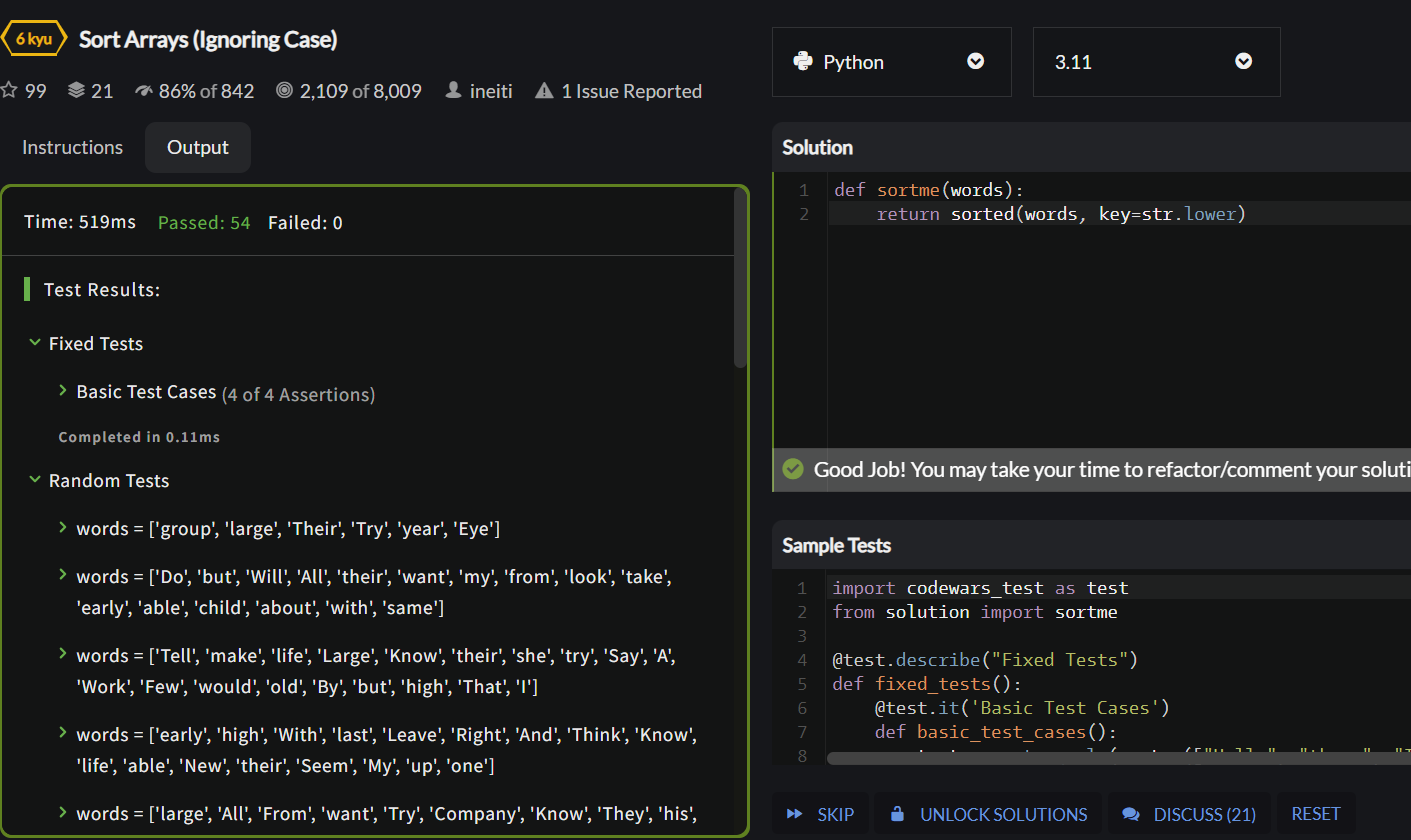 6 kyu Sort Arrays (Ignoring Case)
99 21 86% of 842 2,109 of 8,009 ineiti 1 Issue Reported
Instructions Output
Time: 519ms Passed: 54 Failed: 0
Test Results:
Fixed Tests
Basic Test Cases (4 of 4 Assertions)
Completed in 0.11ms
Random Tests
words = ['group', 'large', 'Their', 'Try', 'year', 'Eye']
words = ['Do', 'but', 'Will', 'All', 'their', 'want', 'my', 'from', 'look', 'take',
'early', 'able', 'child', 'about', 'with', 'same']
words = ['Tell', 'make', 'life', 'Large', 'Know', 'their', 'she', 'try', 'Say', 'A',
'Work', 'Few', 'would', 'old', 'By', 'but', 'high', 'That', 'I']
words = ['early', 'high', 'With', 'last', 'Leave', 'Right', 'And', 'Think', 'Know',
'life', 'able', 'New', 'their', 'Seem', 'My', 'up', 'one']
words = ['large', 'All', 'From', 'want', 'Try', 'Company', 'Know', 'They', 'his',
Python 3.11
Solution
1 def sortme(words):
2 return sorted(words, key=str.lower)
Good Job! You may take your time to refactor/comment your soluti
Sample Tests
1 import codewars_test as test
2 from solution import sortme
3
4 @test.describe("Fixed Tests")
5 def fixed_tests():
6 @test.it('Basic Test Cases')
7 def basic_test_cases():
8
SKIP UNLOCK SOLUTIONS DISCUSS (21) RESET